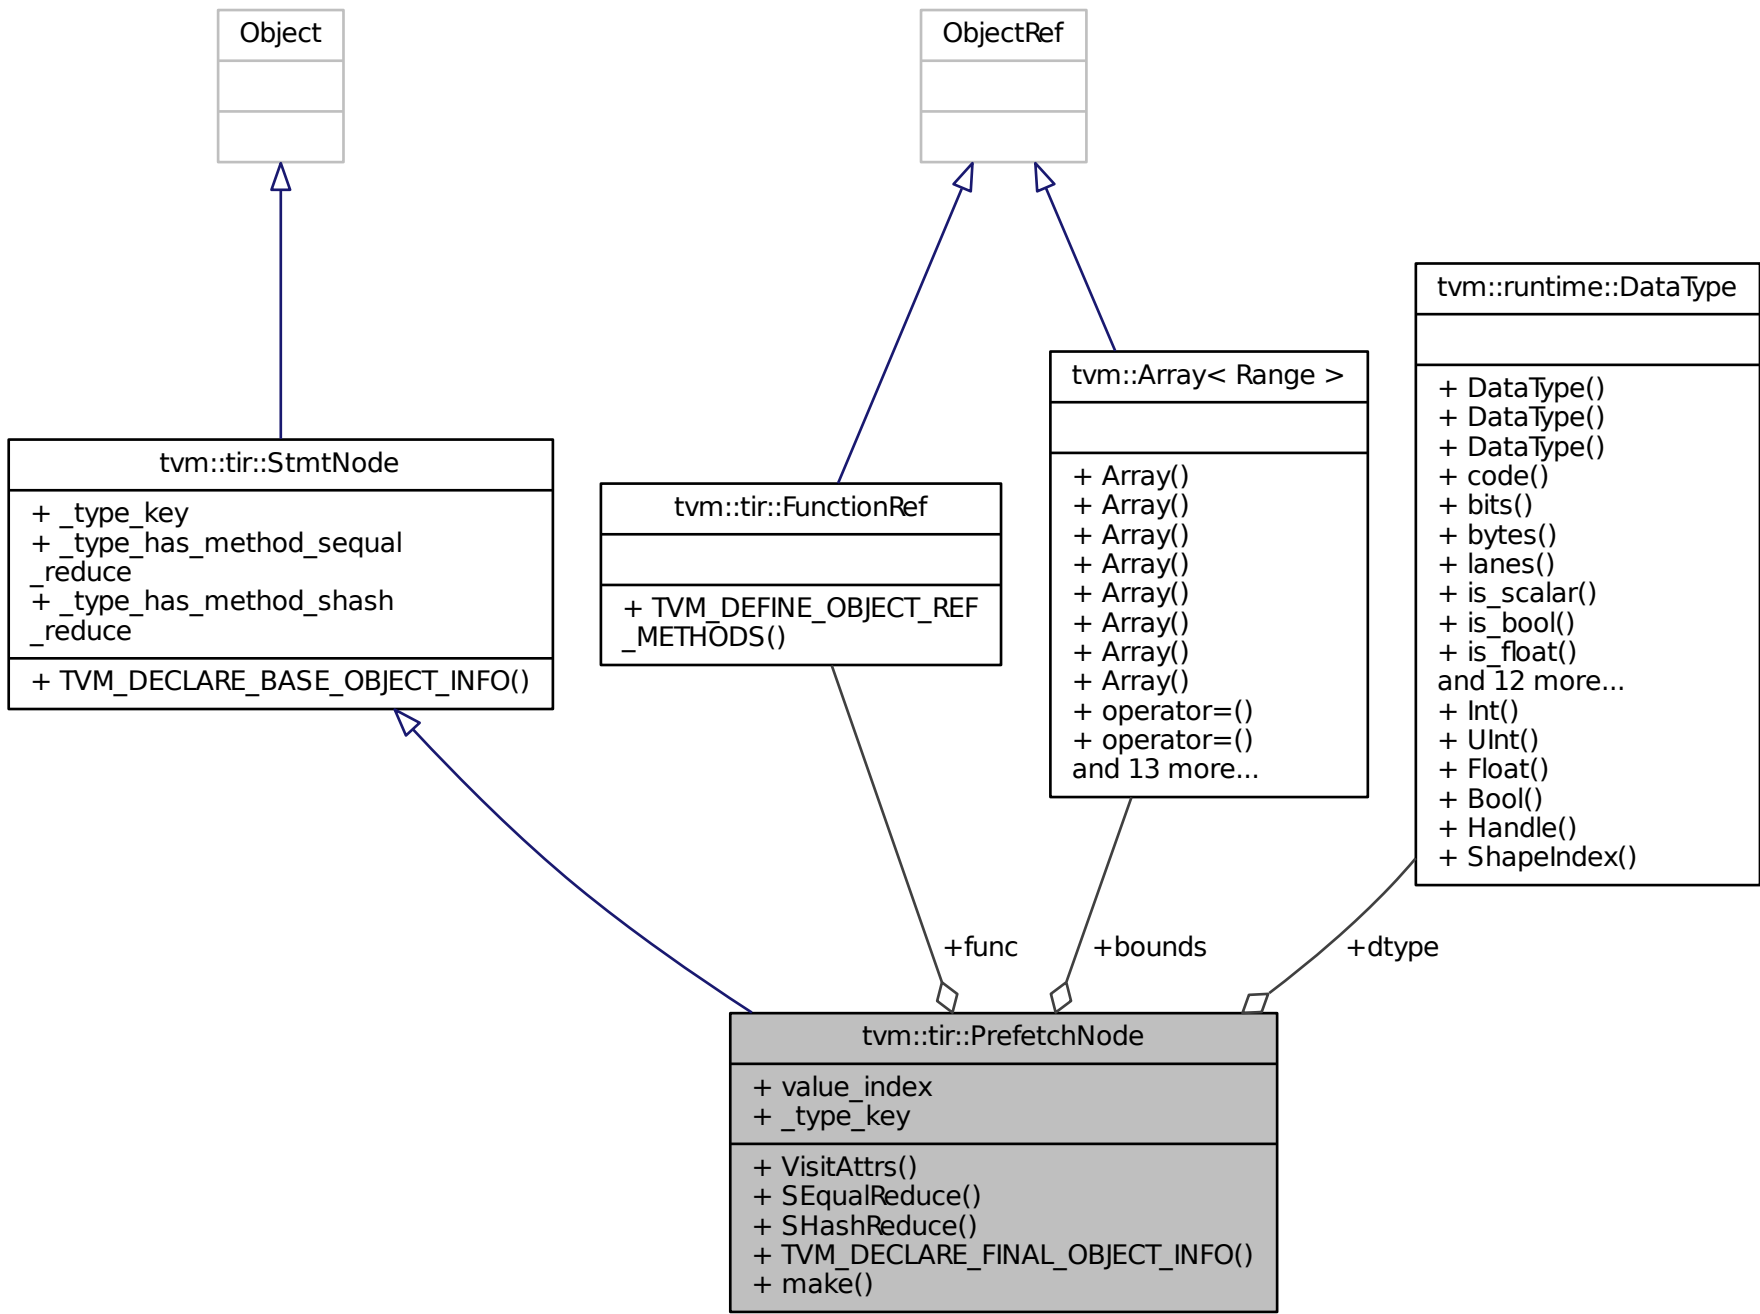 Object
ObjectRef
tvm::runtime::DataType
+ DataType()
+ DataType()
+ DataType()
+ code()
+ bits()
+ bytes()
+ lanes()
+ is_scalar()
+ is_bool()
+ is_float()
and 12 more...
+ Int()
+ UInt()
+ Float()
+ Bool()
+ Handle()
+ ShapeIndex()
tvm::Array< Range >
+ Array()
+ Array()
+ Array()
+ Array()
+ Array()
+ Array()
+ Array()
+ Array()
+ operator=()
+ operator=()
and 13 more...
tvm::tir::StmtNode
+ _type_key
+ _type_has_method_sequal
_reduce
+ _type_has_method_shash
_reduce
+ TVM_DECLARE_BASE_OBJECT_INFO()
tvm::tir::FunctionRef
+ TVM_DEFINE_OBJECT_REF
_METHODS()
+func
+bounds
+dtype
tvm::tir::PrefetchNode
+ value_index
+ _type_key
+ VisitAttrs()
+ SEqualReduce()
+ SHashReduce()
+ TVM_DECLARE_FINAL_OBJECT_INFO()
+ make()